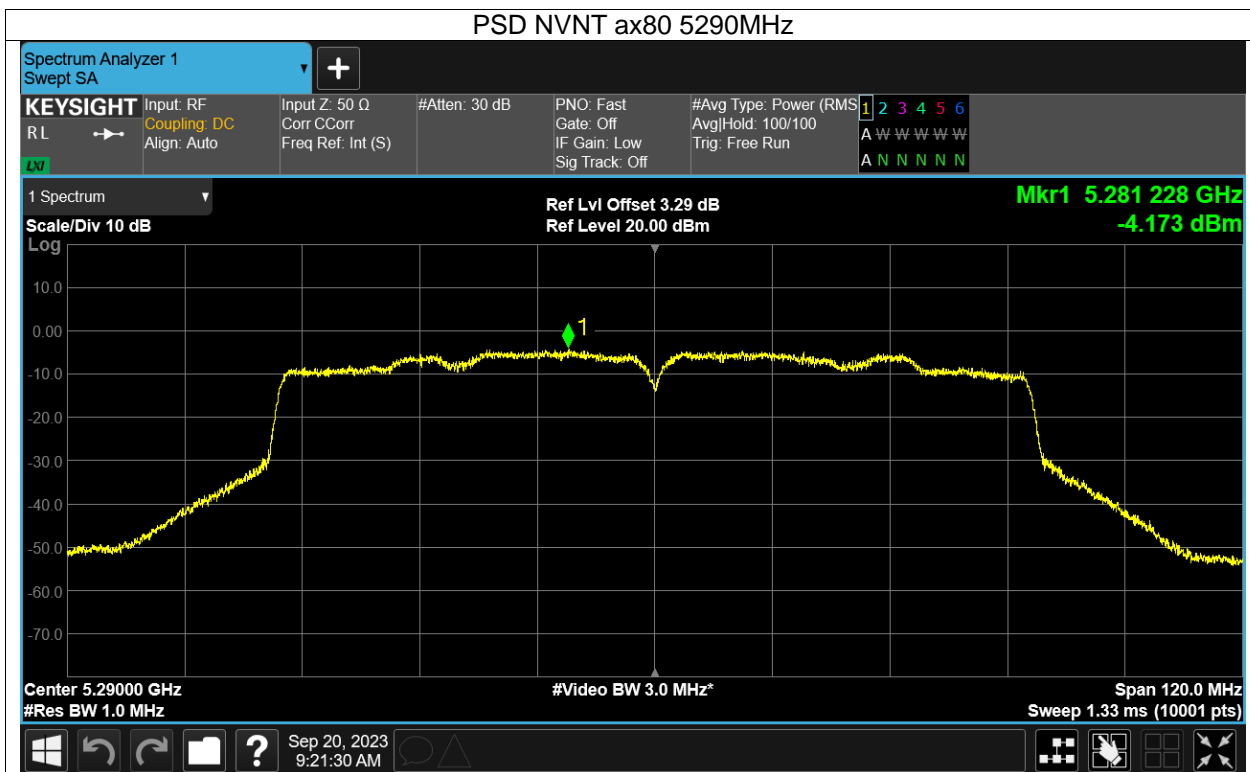 PSD NVNT ax80 5290MHz
Spectrum Analyzer 1
Swept SA
KEYSIGHT
R L
LXI
Input: RF
Coupling: DC
Align: Auto
Input Z: 50 Ω
Corr CCorr
Freq Ref: Int (S)
#Atten: 30 dB
PNO: Fast
Gate: Off
IF Gain: Low
Sig Track: Off
#Avg Type: Power (RMS
Avg|Hold: 100/100
Trig: Free Run
1 2 3 4 5 6
A W W W W W
A N N N N N
1 Spectrum
Scale/Div 10 dB
Ref Lvl Offset 3.29 dB
Ref Level 20.00 dBm
Mkr1 5.281 228 GHz
-4.173 dBm
Log
10.0
0.00
-10.0
-20.0
-30.0
-40.0
-50.0
-60.0
-70.0
1
Center 5.29000 GHz
#Res BW 1.0 MHz
#Video BW 3.0 MHz*
Span 120.0 MHz
Sweep 1.33 ms (10001 pts)
?
Sep 20, 2023
9:21:30 AM